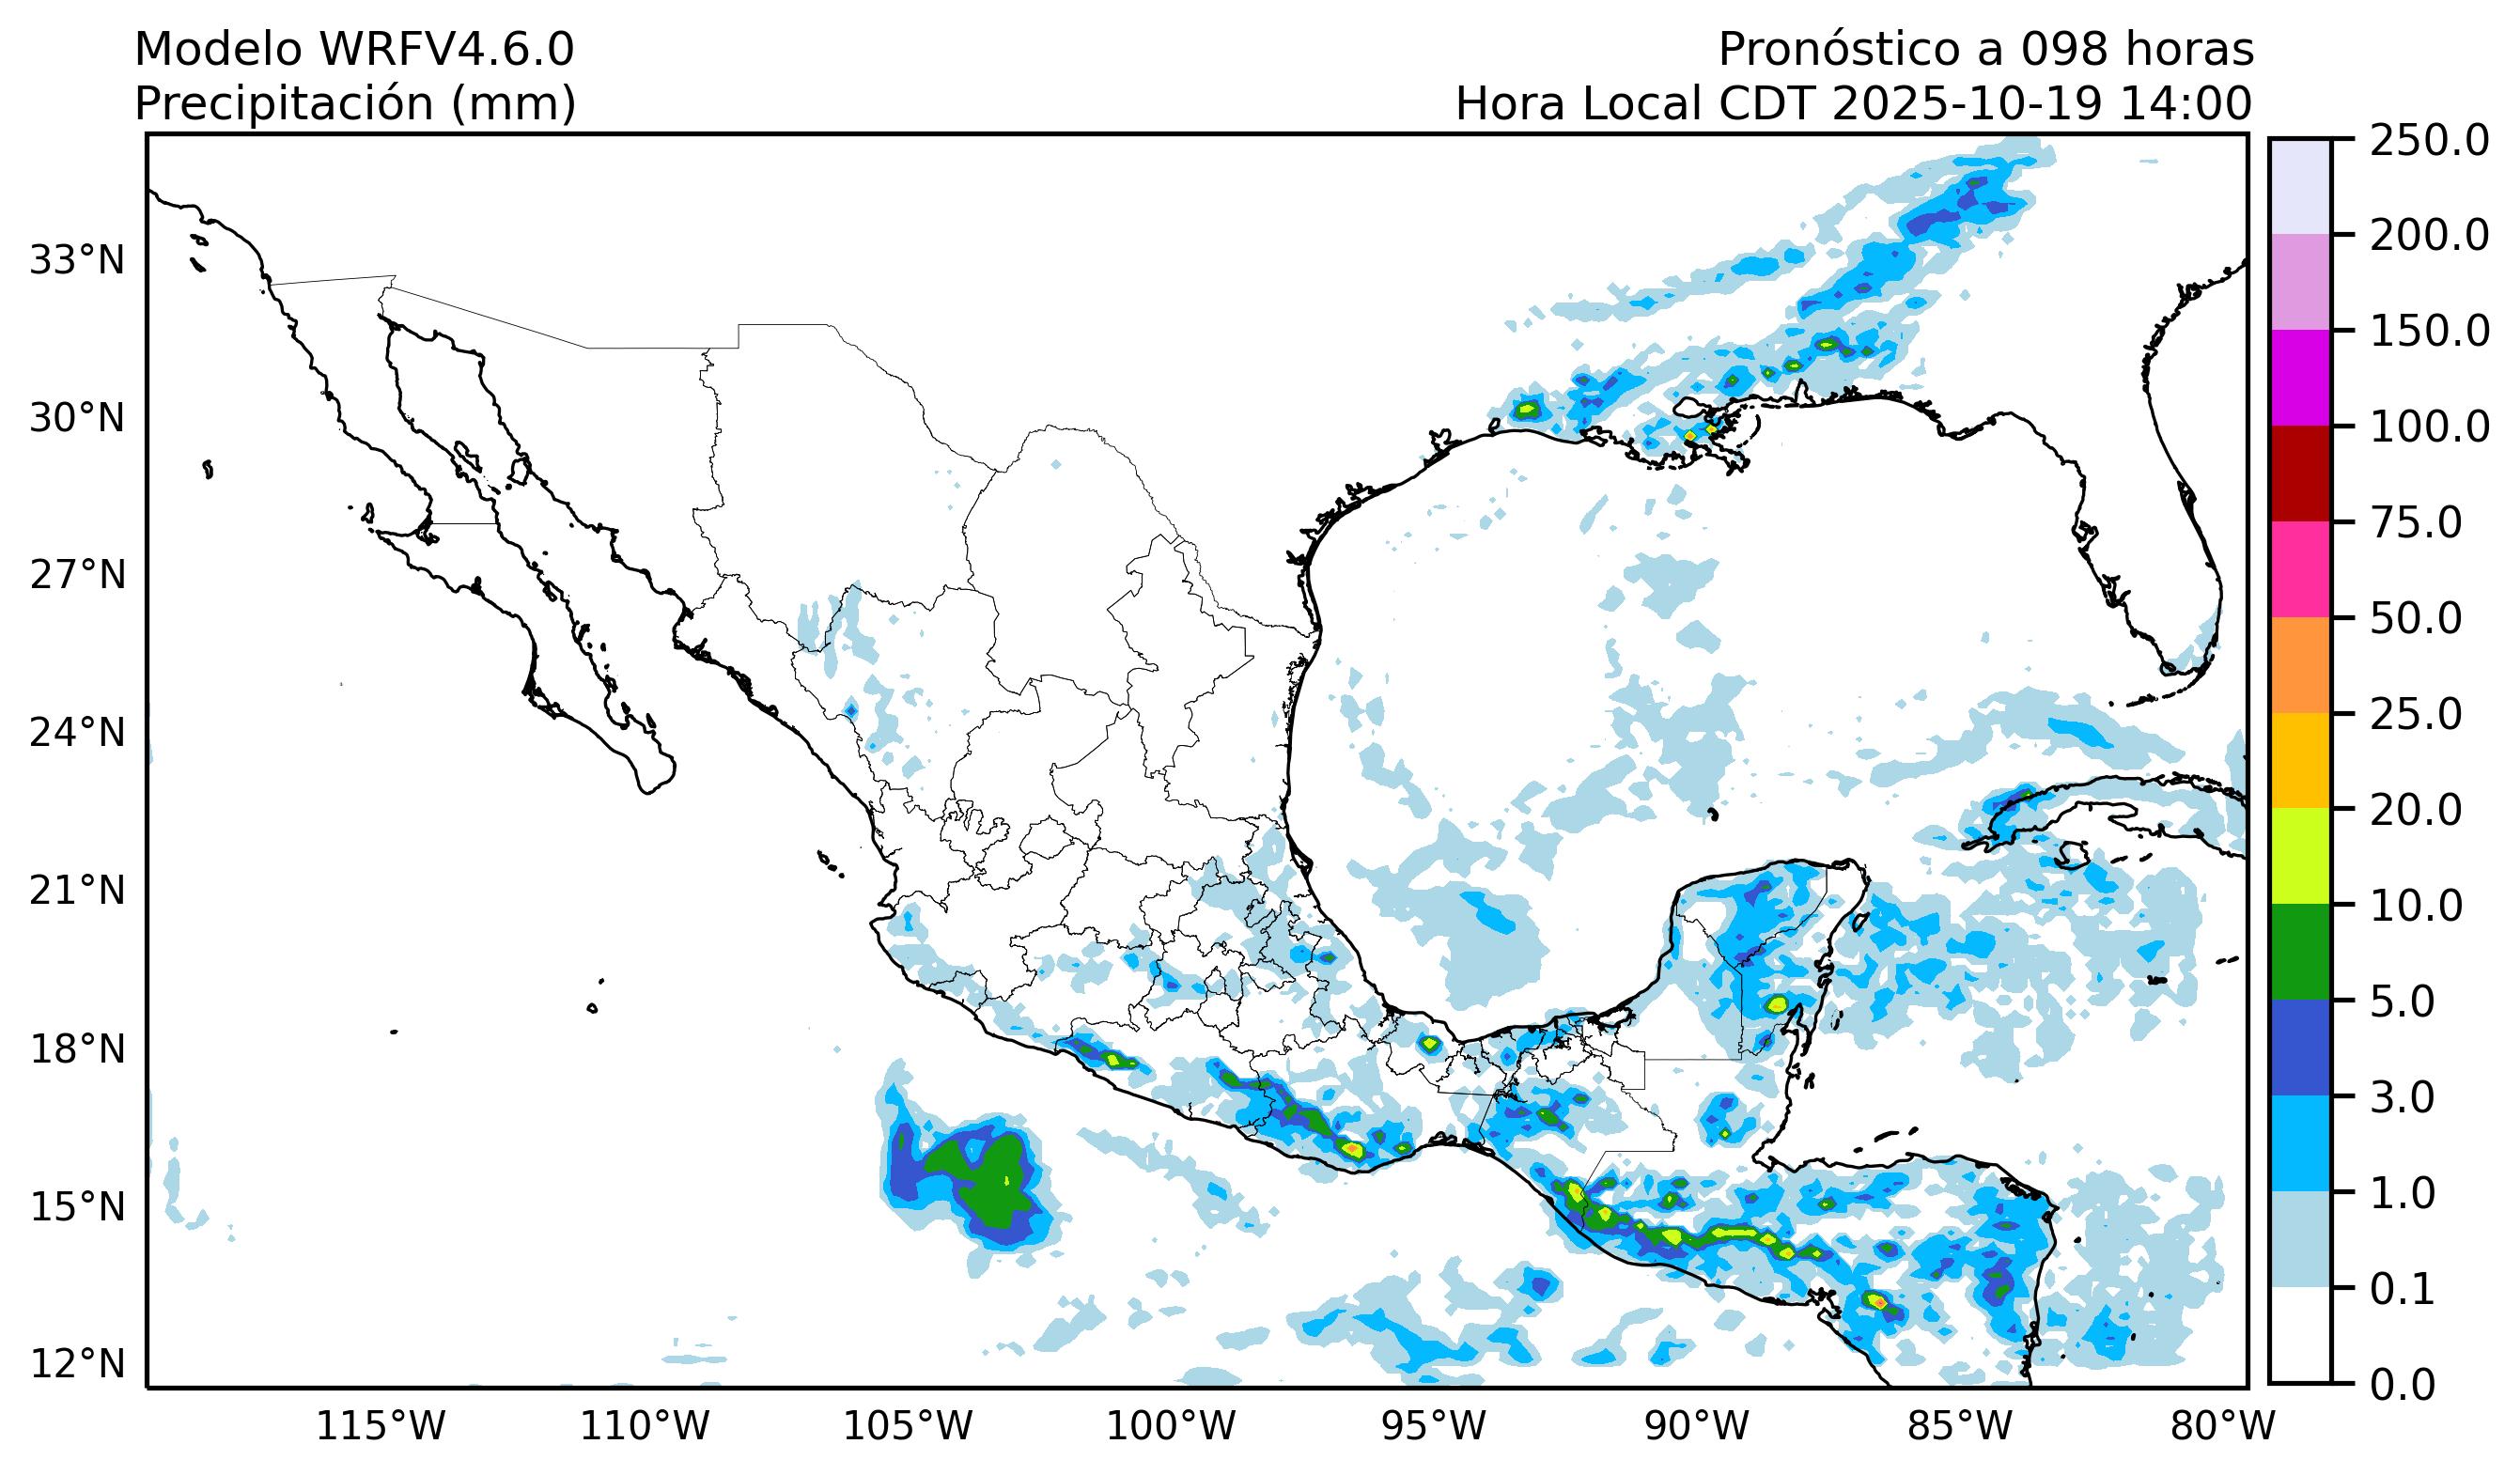 Modelo WRFV4.6.0
Precipitación (mm)
Pronóstico a 098 horas
Hora Local CDT 2025-10-19 14:00
33°N
30°N
27°N
24°N
21°N
18°N
15°N
12°N
115°W
110°W
105°W
100°W
95°W
90°W
85°W
80°W
250.0
200.0
150.0
100.0
75.0
50.0
25.0
20.0
10.0
5.0
3.0
1.0
0.1
0.0